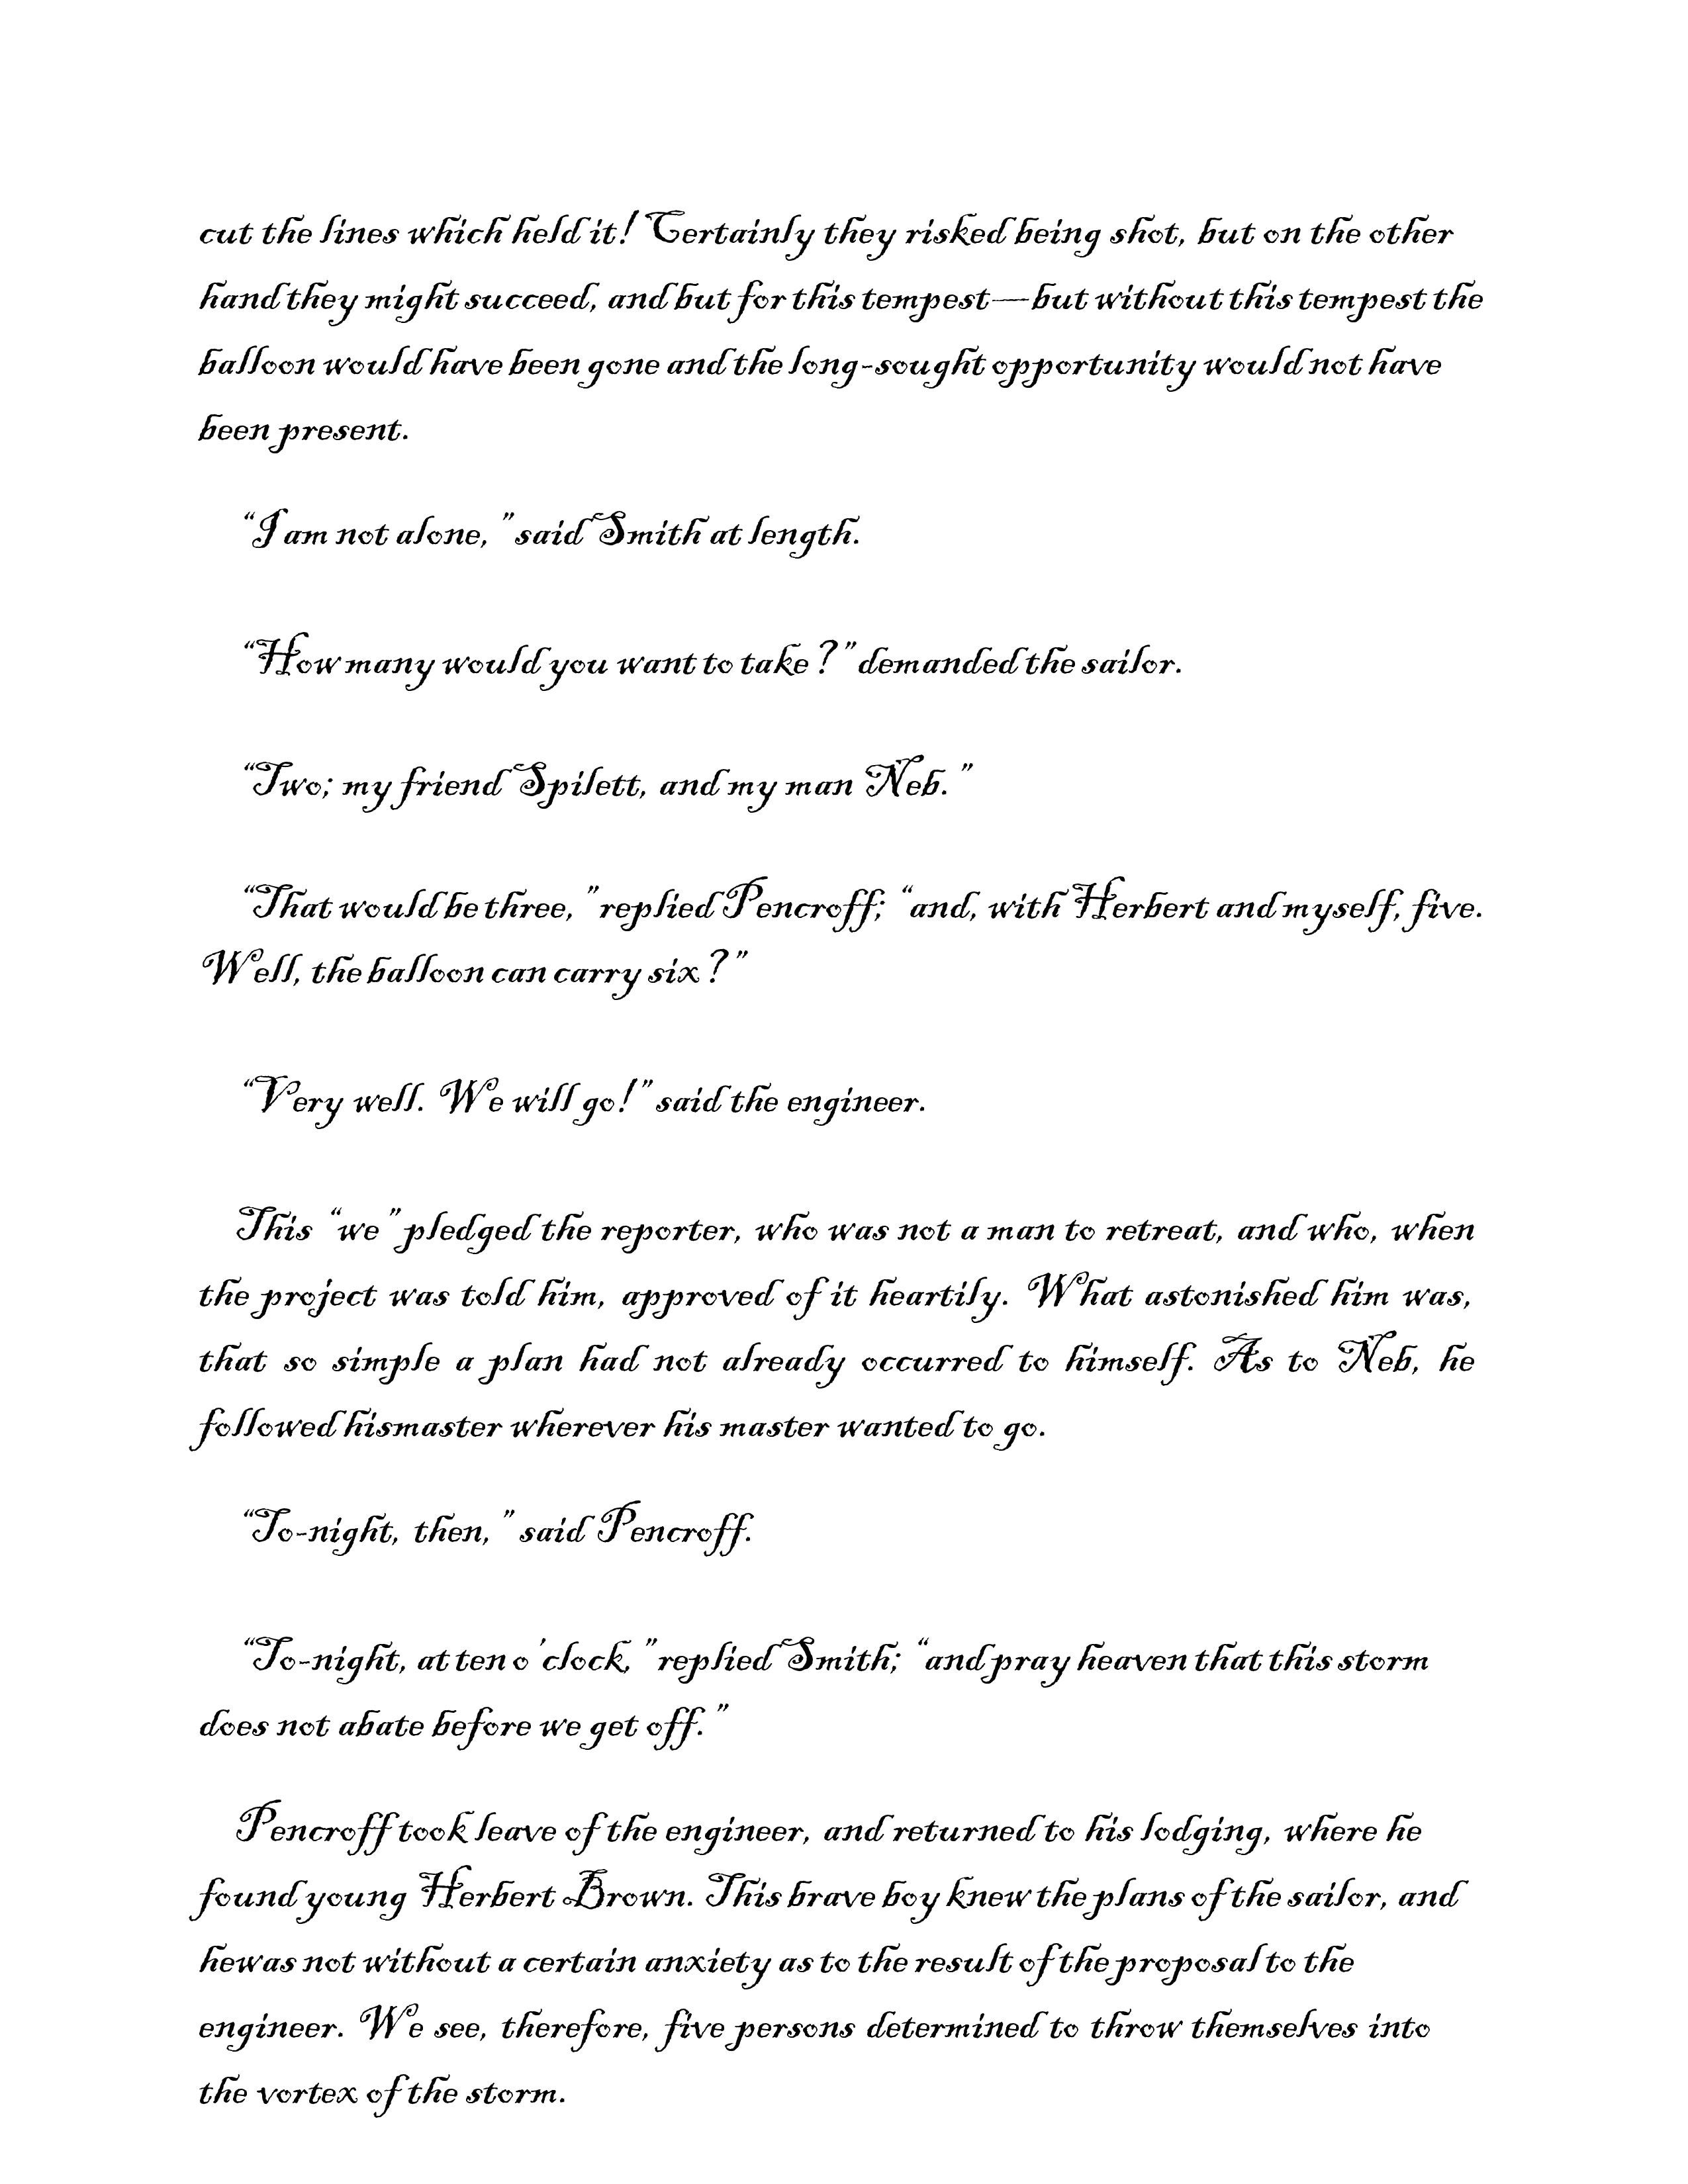 cut the lines which held it! Certainly they risked being shot, but on the other
hand they might succeed, and but for this tempest—but without this tempest the
balloon would have been gone and the long-sought opportunity would not have
been present.
“I am not alone,” said Smith at length.
“How many would you want to take?” demanded the sailor.
“Two; my friend Spilett, and my man Neb.”
“That would be three,” replied Pencroff; “and, with Herbert and myself, five.
Well, the balloon can carry six?”
“Very well. We will go!” said the engineer.
This “we” pledged the reporter, who was not a man to retreat, and who, when
the project was told him, approved of it heartily. What astonished him was,
that so simple a plan had not already occurred to himself. As to Neb, he
followed hismaster wherever his master wanted to go.
“To-night, then,” said Pencroff.
“To-night, at ten o’clock,” replied Smith; “and pray heaven that this storm
does not abate before we get off.”
Pencroff took leave of the engineer, and returned to his lodging, where he
found young Herbert Brown. This brave boy knew the plans of the sailor, and
hewas not without a certain anxiety as to the result of the proposal to the
engineer. We see, therefore, five persons determined to throw themselves into
the vortex of the storm.